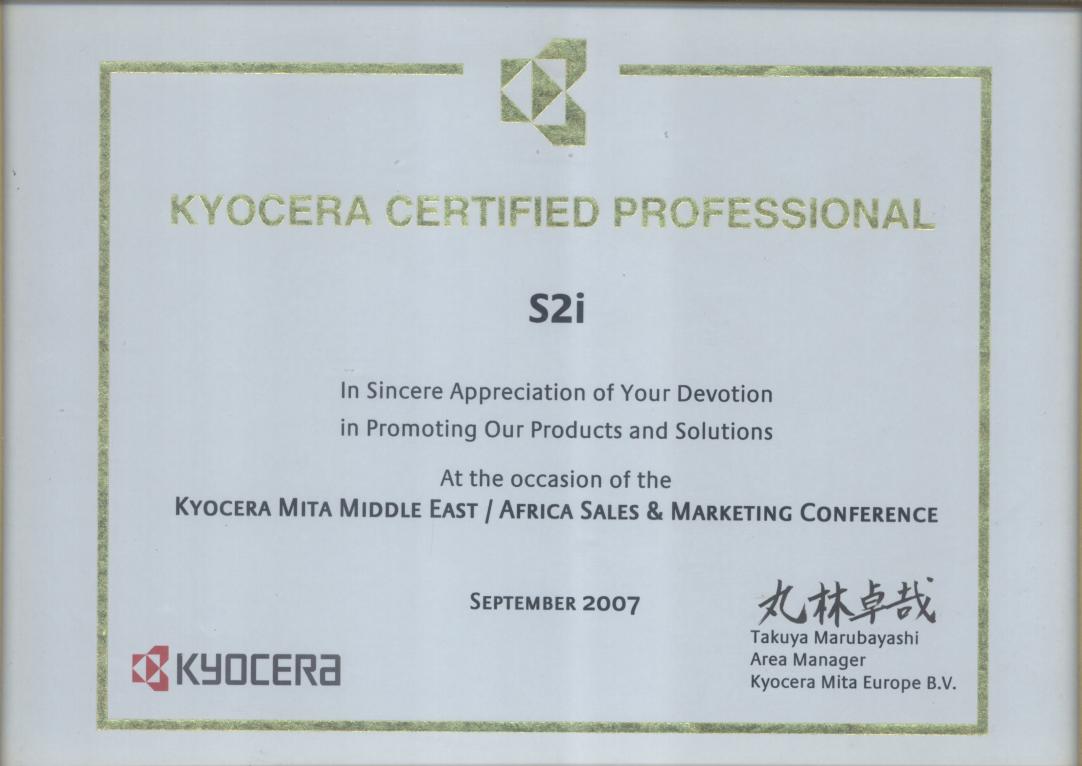 KYOCERA CERTIFIED PROFESSIONAL
S2i
In Sincere Appreciation of Your Devotion
in Promoting Our Products and Solutions
At the occasion of the
KYOCERA MITA MIDDLE EAST / AFRICA SALES & MARKETING CONFERENCE
SEPTEMBER 2007
丸林卓哉
Takuya Marubayashi
Area Manager
Kyocera Mita Europe B.V.
KYOCERA